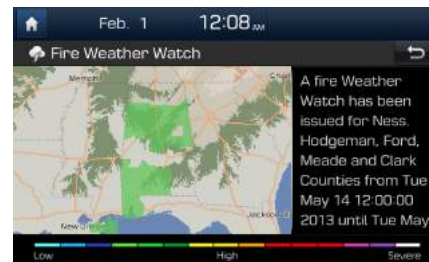 Feb. 1
12:08 AM
Fire Weather Watch
Memphis
A fire Weather
Watch has been
issued for Ness.
Hodgeman, Ford,
Meade and Clark
Counties from Tue
May 14 12:00:00
2013 until Tue May
Low
High
Severe